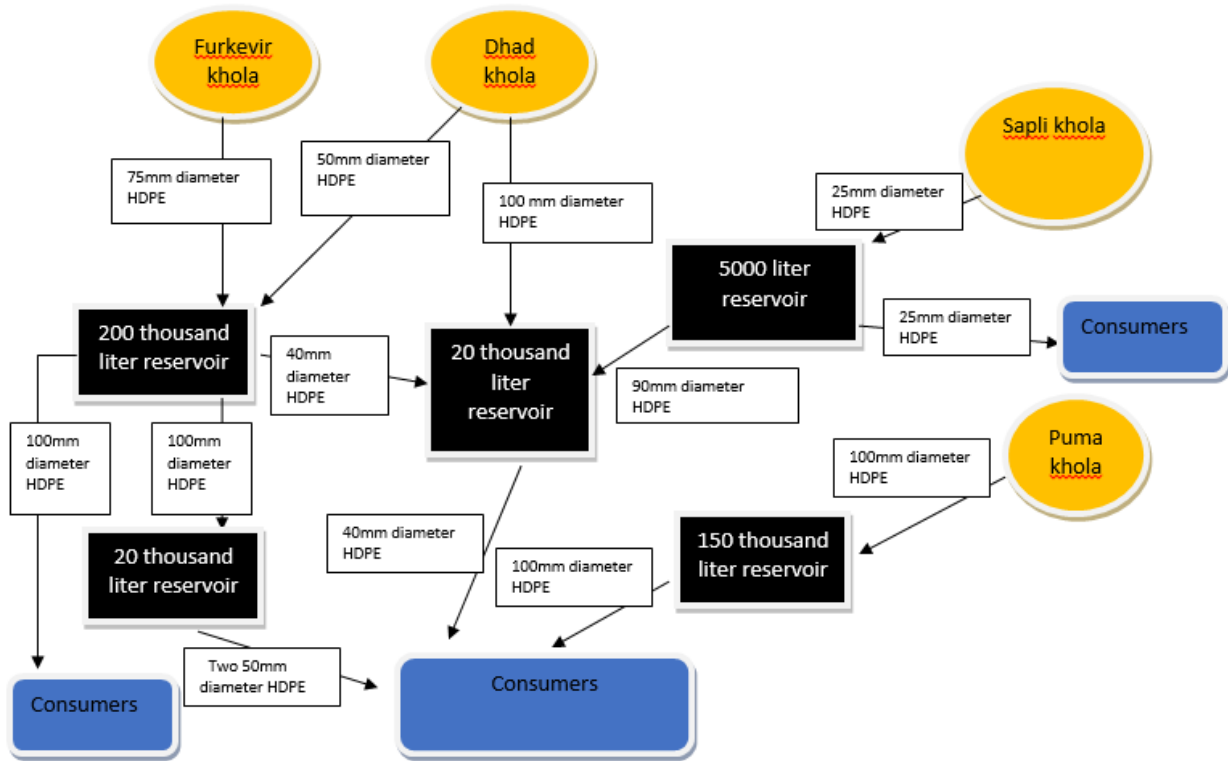 Furkevir
khola
Dhad
khola
Sapli khola
75mm diameter
HDPE
50mm diameter
HDPE
100 mm diameter
HDPE
25mm diameter
HDPE
5000 liter
reservoir
200 thousand
liter reservoir
40mm
diameter
HDPE
20 thousand
liter
reservoir
25mm diameter
HDPE
Consumers
90mm diameter
HDPE
100mm
diameter
HDPE
100mm
diameter
HDPE
Puma
khola
100mm diameter
HDPE
20 thousand
liter reservoir
40mm diameter
HDPE
100mm diameter
HDPE
150 thousand
liter reservoir
Two 50mm
diameter HDPE
Consumers
Consumers